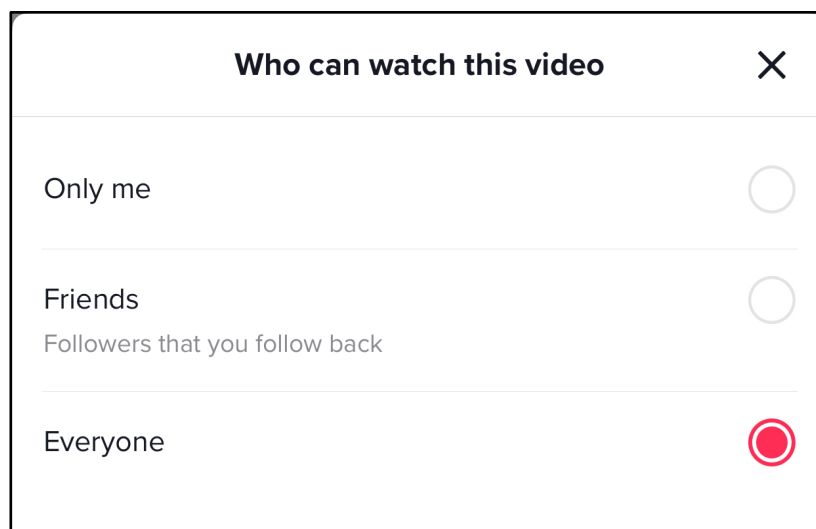 Who can watch this video
Only me
Friends
Followers that you follow back
Everyone